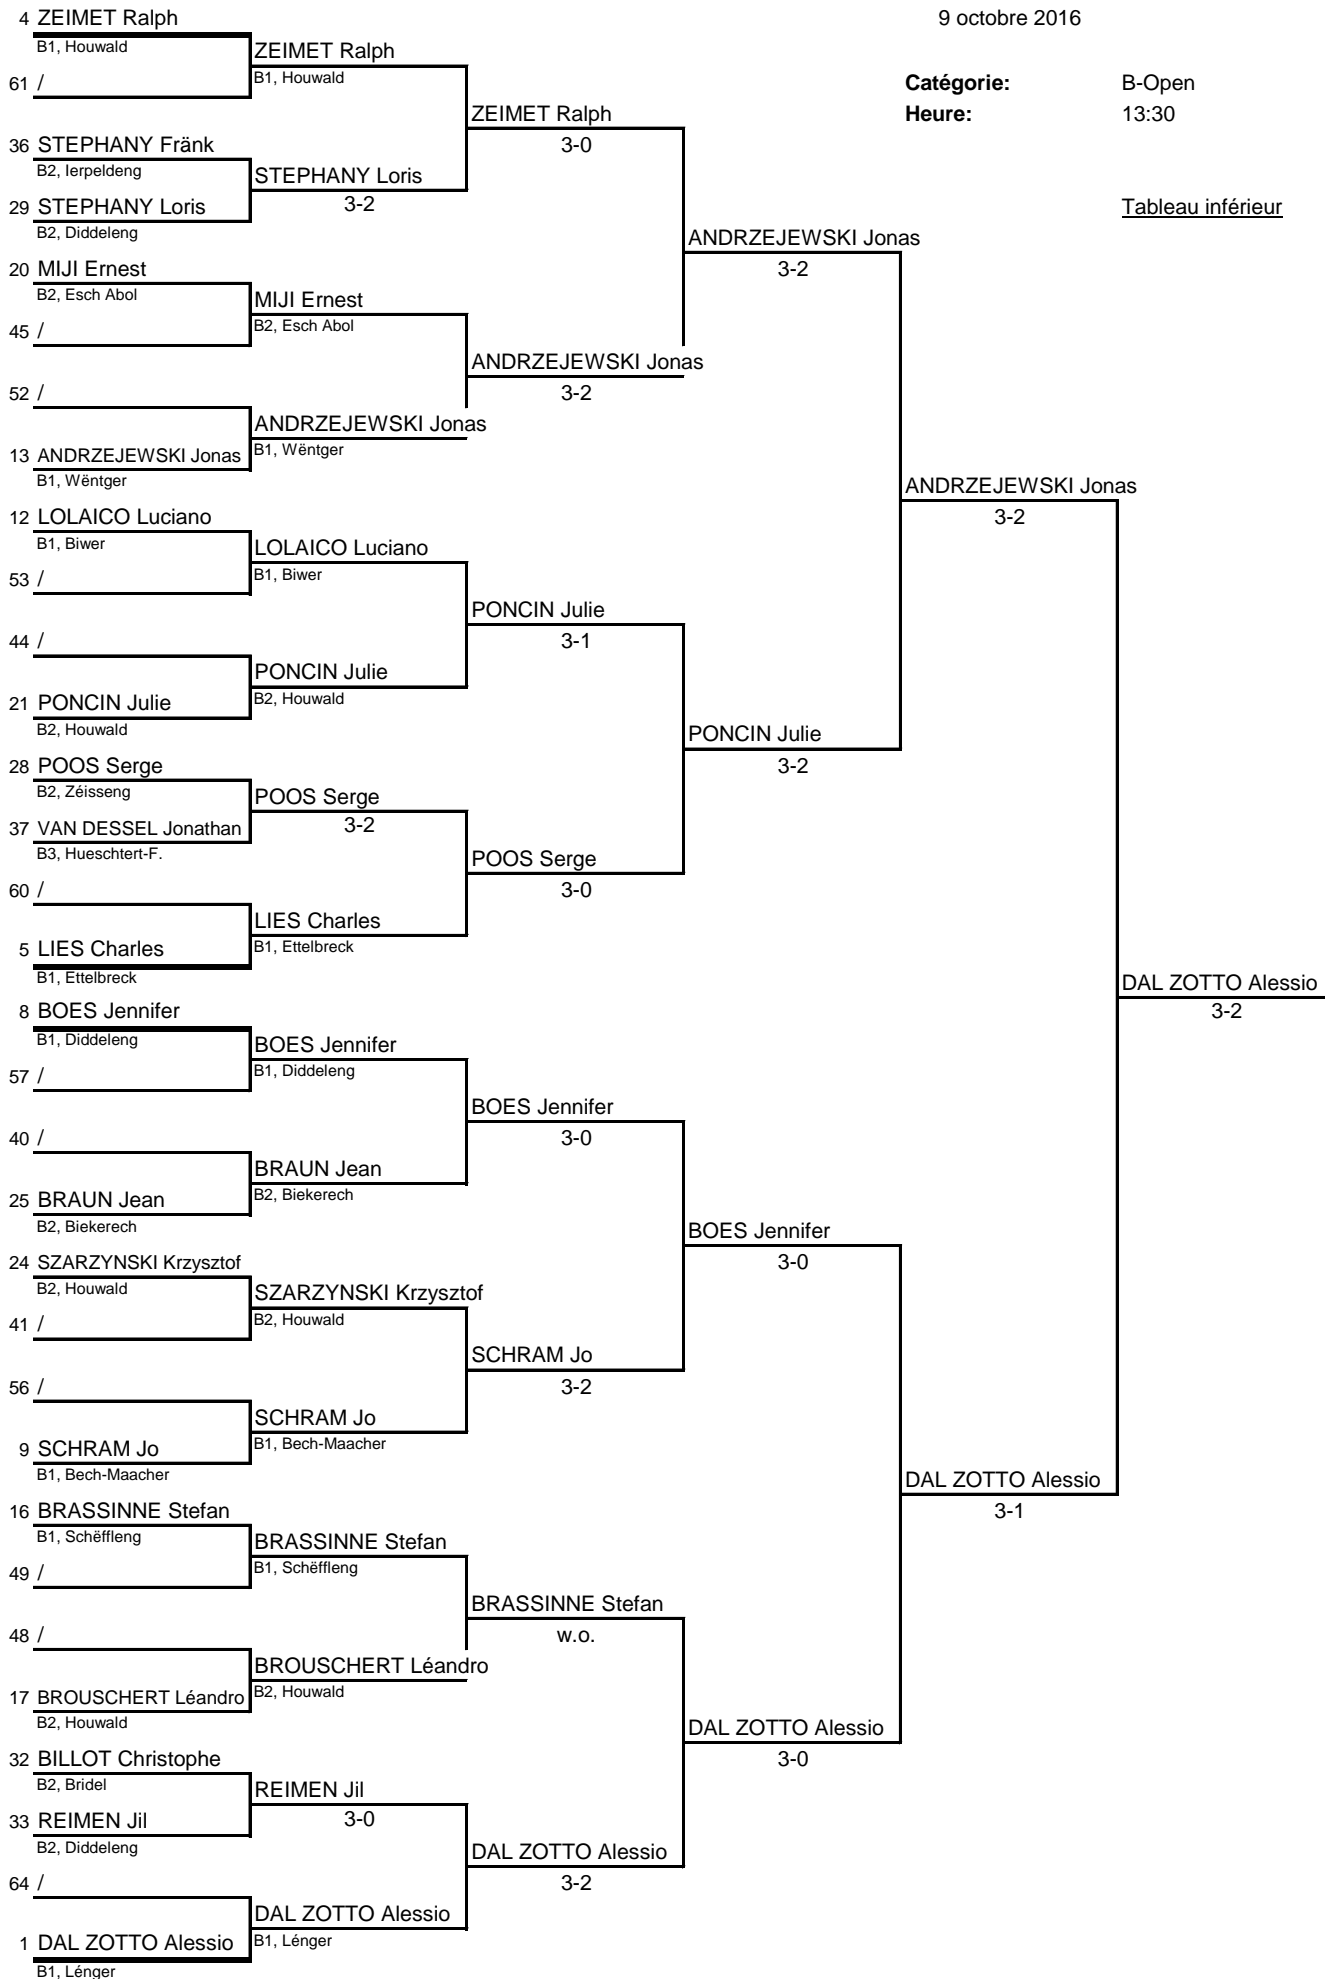 4 ZEIMET Ralph
9 octobre 2016
B1, Houwald
ZEIMET Ralph
61 /
B1, Houwald
Catégorie: B-Open
ZEIMET Ralph
Heure: 13:30
36 STEPHANY Fränk
3-0
B2, Ierpeldeng
STEPHANY Loris
29 STEPHANY Loris
3-2
Tableau inférieur
B2, Diddeleng
ANDRZEJEWSKI Jonas
20 MIJI Ernest
3-2
B2, Esch Abol
MIJI Ernest
45 /
B2, Esch Abol
ANDRZEJEWSKI Jonas
52 /
3-2
ANDRZEJEWSKI Jonas
13 ANDRZEJEWSKI Jonas
B1, Wëntger
B1, Wëntger
ANDRZEJEWSKI Jonas
12 LOLAICO Luciano
3-2
B1, Biwer
LOLAICO Luciano
53 /
B1, Biwer
PONCIN Julie
44 /
3-1
PONCIN Julie
21 PONCIN Julie
B2, Houwald
B2, Houwald
PONCIN Julie
28 POOS Serge
3-2
B2, Zéisseng
POOS Serge
37 VAN DESSEL Jonathan
3-2
B3, Hueschtert-F.
POOS Serge
60 /
3-0
LIES Charles
5 LIES Charles
B1, Ettelbreck
B1, Ettelbreck
DAL ZOTTO Alessio
8 BOES Jennifer
3-2
B1, Diddeleng
BOES Jennifer
57 /
B1, Diddeleng
BOES Jennifer
40 /
3-0
BRAUN Jean
25 BRAUN Jean
B2, Biekerech
B2, Biekerech
BOES Jennifer
24 SZARZYNSKI Krzysztof
3-0
B2, Houwald
SZARZYNSKI Krzysztof
41 /
B2, Houwald
SCHRAM Jo
56 /
3-2
SCHRAM Jo
9 SCHRAM Jo
B1, Bech-Maacher
B1, Bech-Maacher
DAL ZOTTO Alessio
16 BRASSINNE Stefan
3-1
B1, Schëffleng
BRASSINNE Stefan
49 /
B1, Schëffleng
BRASSINNE Stefan
48 /
w.o.
BROUSCHERT Léandro
17 BROUSCHERT Léandro
B2, Houwald
B2, Houwald
DAL ZOTTO Alessio
32 BILLOT Christophe
3-0
B2, Bridel
REIMEN Jil
33 REIMEN Jil
3-0
B2, Diddeleng
DAL ZOTTO Alessio
64 /
3-2
DAL ZOTTO Alessio
1 DAL ZOTTO Alessio
B1, Lénger
B1, Lénger